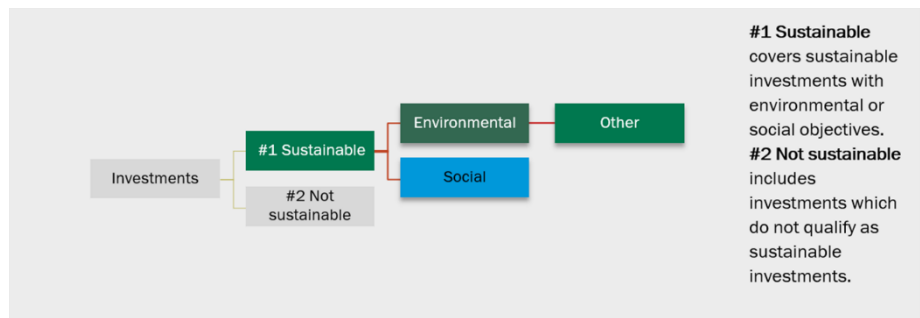 Investments
#1 Sustainable
#2 Not
sustainable
Environmental
Social
Other
#1 Sustainable
covers sustainable
investments with
environmental or
social objectives.
#2 Not sustainable
includes
investments which
do not qualify as
sustainable
investments.